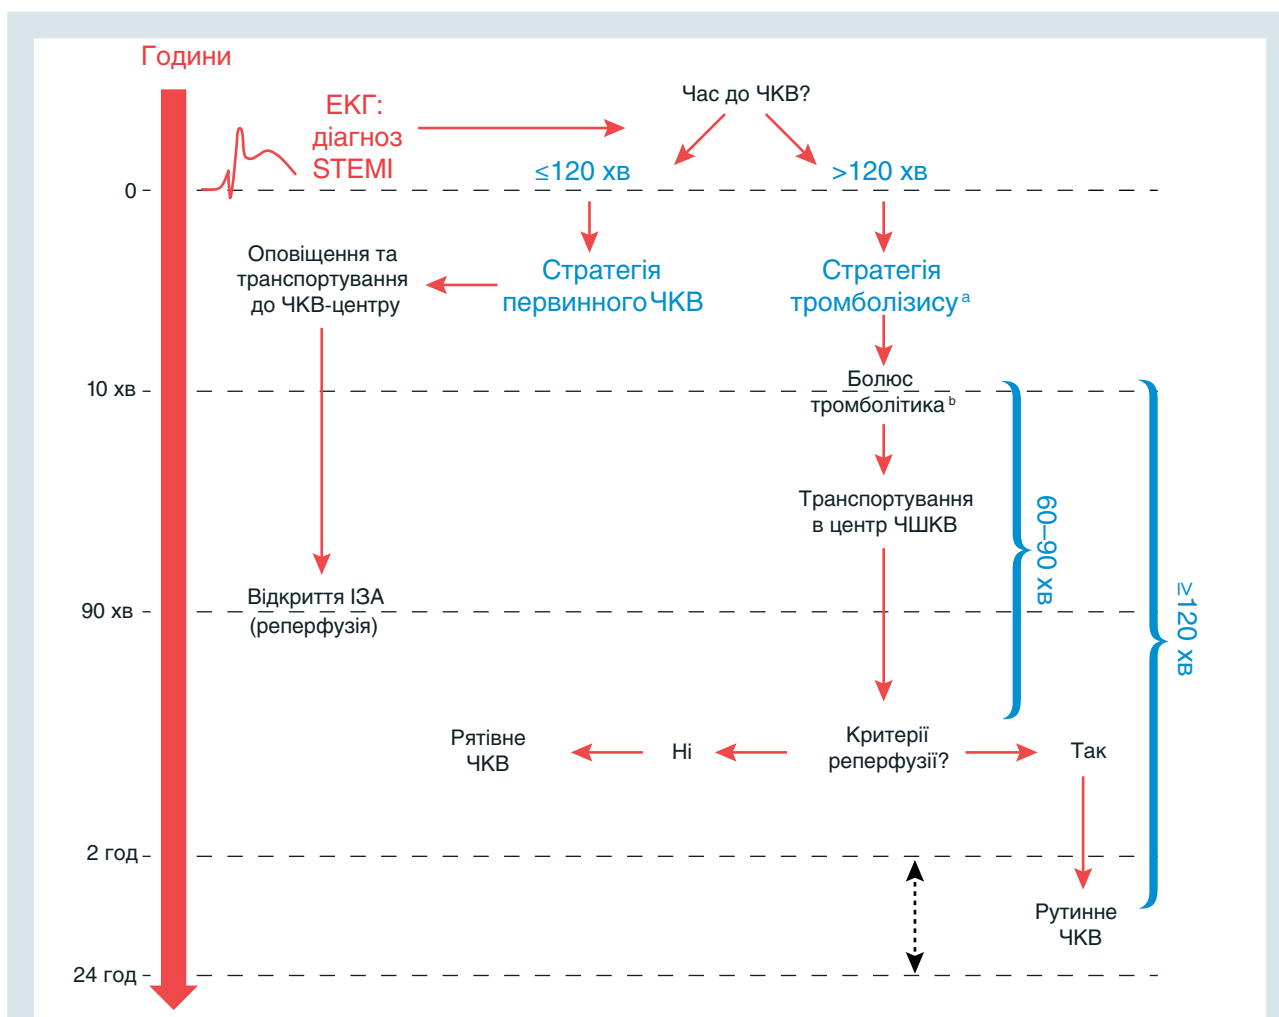 Години
Час до ЧКВ?
ЕКГ:
діагноз
STEMI
≤120 хв
>120 хв
0
Оповіщення та
транспортування
до ЧКВ-центру
Стратегія
первинного ЧКВ
Стратегія
тромболізису a
10 хв
Болюс
тромболітика b
Транспортування
в центр ЧШКВ
60–90 хв
≥120 хв
90 хв
Відкриття ІЗА
(реперфузія)
Рятівне
ЧКВ
Ні
Критерії
реперфузії?
Так
2 год
Рутинне
ЧКВ
24 год